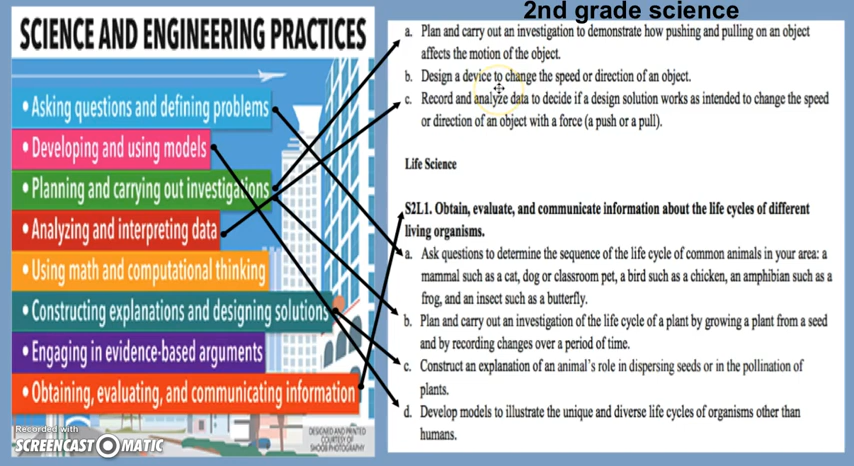 2nd grade science
SCIENCE AND ENGINEERING PRACTICES
• Asking questions and defining problems
• Developing and using models
• Planning and carrying out investigations
• Analyzing and interpreting data
• Using math and computational thinking
• Constructing explanations and designing solutions
• Engaging in evidence-based arguments
• Obtaining, evaluating, and communicating information
DESIGNED AND PRINTED
COURTESY OF
SHOOB PHOTOGRAPHY
Recorded with
SCREENCAST-O-MATIC
a. Plan and carry out an investigation to demonstrate how pushing and pulling on an object
affects the motion of the object.
b. Design a device to change the speed or direction of an object.
c. Record and analyze data to decide if a design solution works as intended to change the speed
or direction of an object with a force (a push or a pull).
Life Science
S2L1. Obtain, evaluate, and communicate information about the life cycles of different
living organisms.
a. Ask questions to determine the sequence of the life cycle of common animals in your area: a
mammal such as a cat, dog or classroom pet, a bird such as a chicken, an amphibian such as a
frog, and an insect such as a butterfly.
b. Plan and carry out an investigation of the life cycle of a plant by growing a plant from a seed
and by recording changes over a period of time.
c. Construct an explanation of an animal's role in dispersing seeds or in the pollination of
plants.
d. Develop models to illustrate the unique and diverse life cycles of organisms other than
humans.